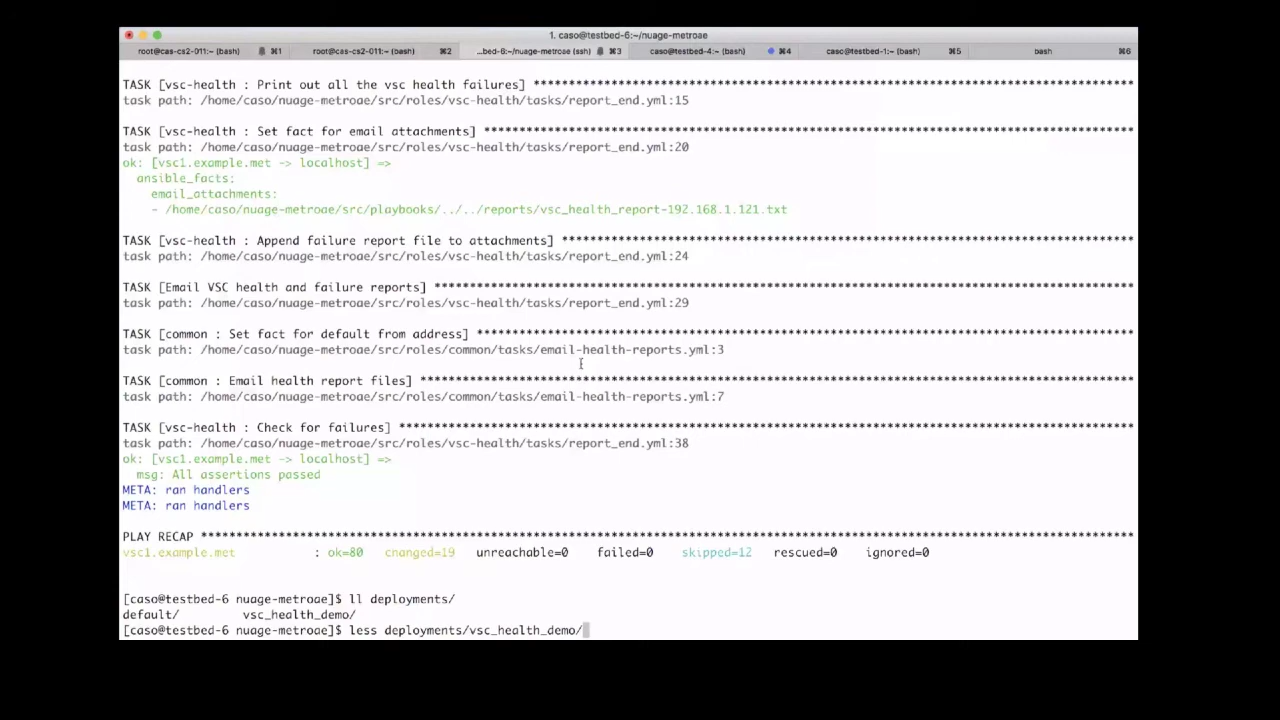 1. caso@testbed-6:~/nuage-metroae
root@cas-cs2-011:~ (bash) ⌘1 root@cas-cs2-011:~ (bash) ⌘2 ...bed-6:~/nuage-metroae (ssh) ⌘3 caso@testbed-4:~ (bash) ⌘4 caso@testbed-1:~ (bash) ⌘5 bash ⌘6
TASK [vsc-health : Print out all the vsc health failures] *************************************************************************************
task path: /home/caso/nuage-metroae/src/roles/vsc-health/tasks/report_end.yml:15
TASK [vsc-health : Set fact for email attachments] ********************************************************************************************
task path: /home/caso/nuage-metroae/src/roles/vsc-health/tasks/report_end.yml:20
ok: [vsc1.example.met -> localhost] =>
ansible_facts:
email_attachments:
- /home/caso/nuage-metroae/src/playbooks/../../reports/vsc_health_report-192.168.1.121.txt
TASK [vsc-health : Append failure report file to attachments] *********************************************************************************
task path: /home/caso/nuage-metroae/src/roles/vsc-health/tasks/report_end.yml:24
TASK [Email VSC health and failure reports] ***************************************************************************************************
task path: /home/caso/nuage-metroae/src/roles/vsc-health/tasks/report_end.yml:29
TASK [common : Set fact for default from address] *********************************************************************************************
task path: /home/caso/nuage-metroae/src/roles/common/tasks/email-health-reports.yml:3
TASK [common : Email health report files] *****************************************************************************************************
task path: /home/caso/nuage-metroae/src/roles/common/tasks/email-health-reports.yml:7
TASK [vsc-health : Check for failures] ********************************************************************************************************
task path: /home/caso/nuage-metroae/src/roles/vsc-health/tasks/report_end.yml:38
ok: [vsc1.example.met -> localhost] =>
msg: All assertions passed
META: ran handlers
META: ran handlers
PLAY RECAP ************************************************************************************************************************************
vsc1.example.met : ok=80 changed=19 unreachable=0 failed=0 skipped=12 rescued=0 ignored=0
[caso@testbed-6 nuage-metroae]$ ll deployments/
default/ vsc_health_demo/
[caso@testbed-6 nuage-metroae]$ less deployments/vsc_health_demo/